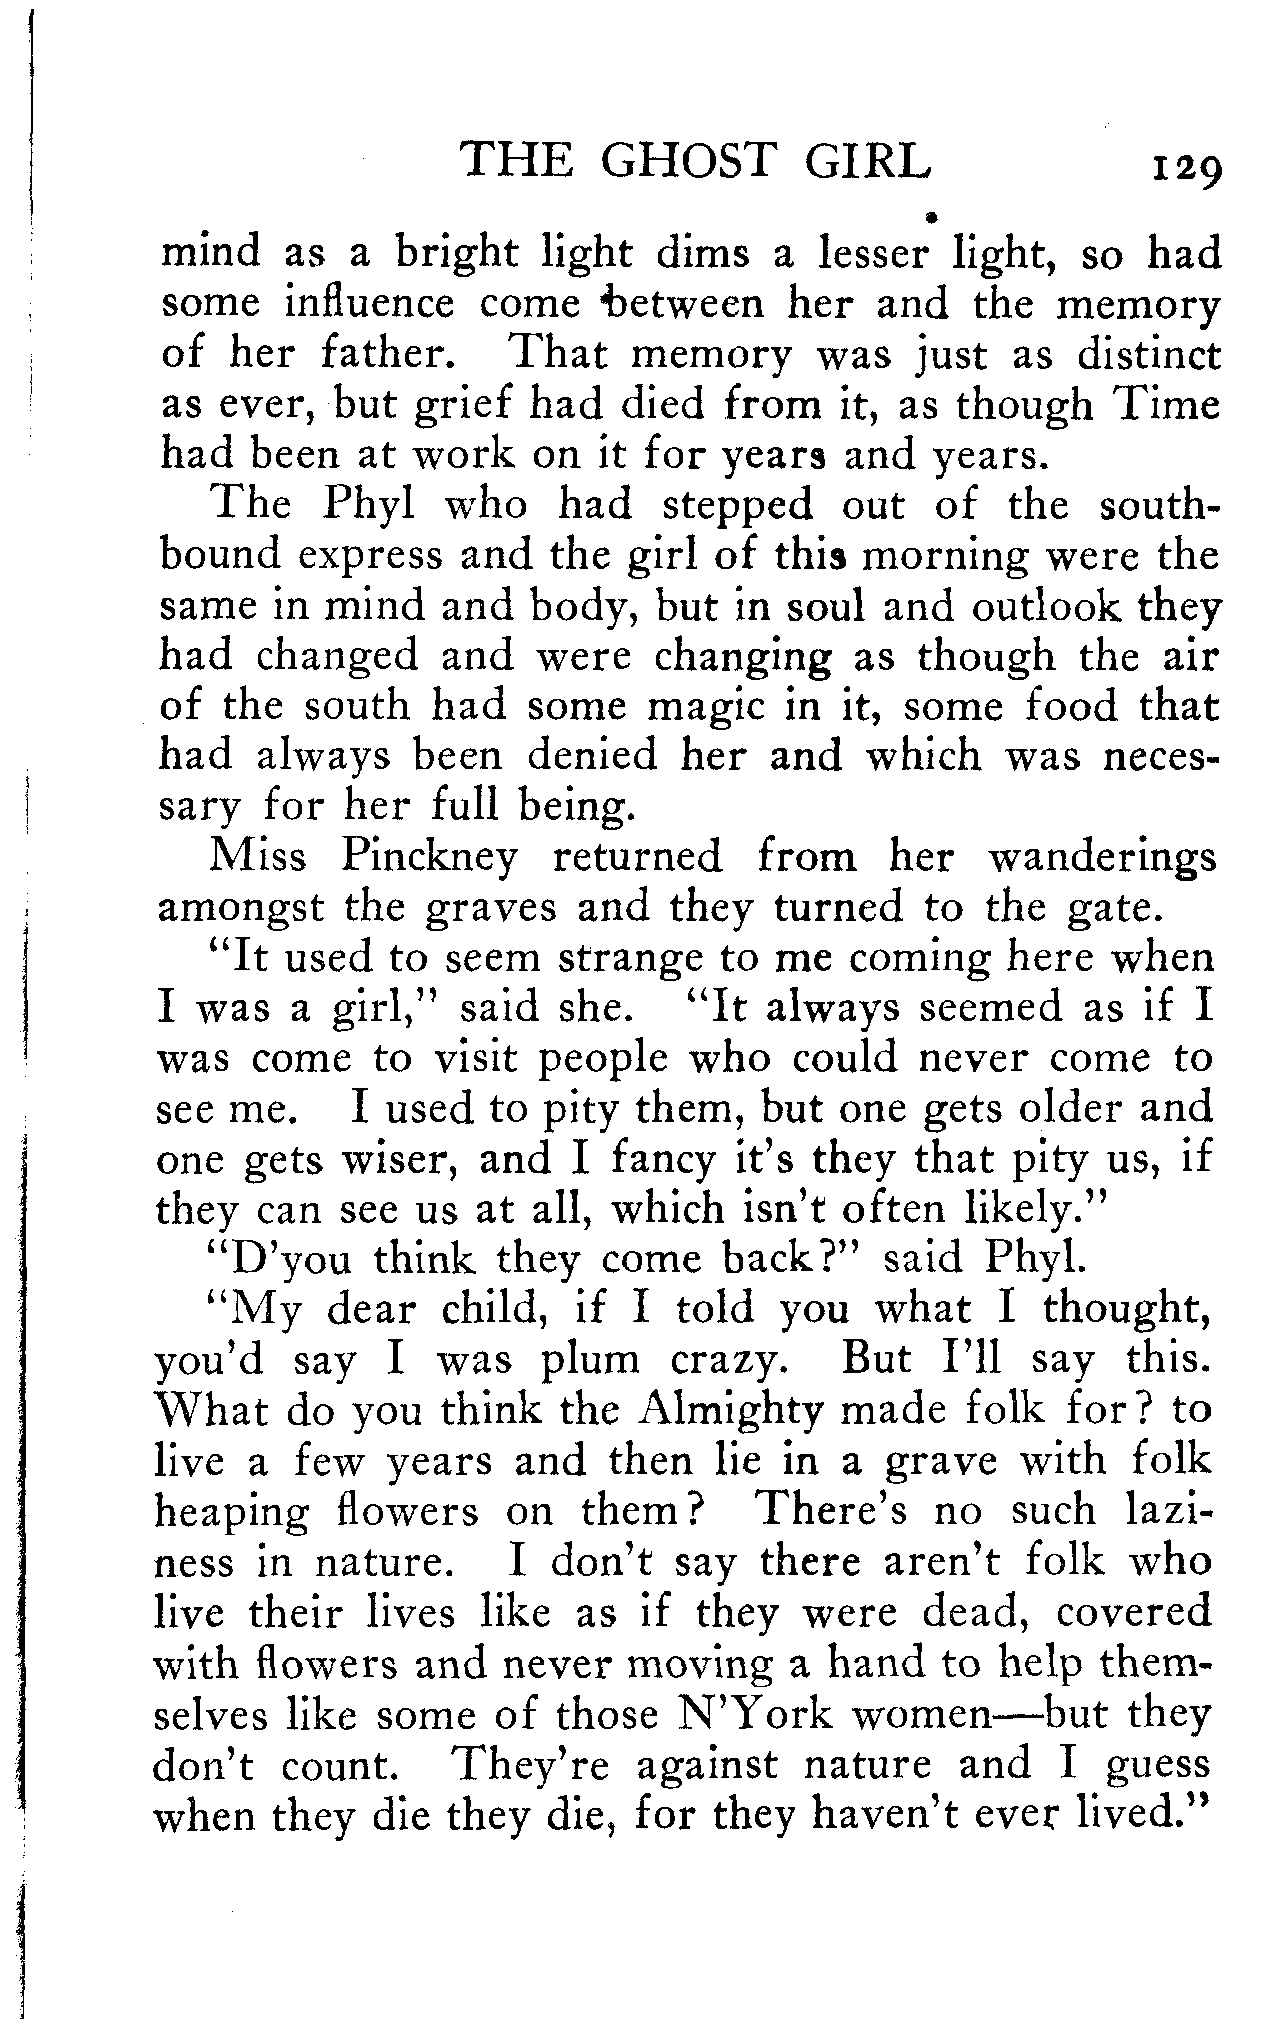 THE GHOST GIRL 129
mind as a bright light dims a lesser light, so had
some influence come between her and the memory
of her father. That memory was just as distinct
as ever, but grief had died from it, as though Time
had been at work on it for years and years.
The Phyl who had stepped out of the south-
bound express and the girl of this morning were the
same in mind and body, but in soul and outlook they
had changed and were changing as though the air
of the south had some magic in it, some food that
had always been denied her and which was neces-
sary for her full being.
Miss Pinckney returned from her wanderings
amongst the graves and they turned to the gate.
“It used to seem strange to me coming here when
I was a girl,” said she. “It always seemed as if I
was come to visit people who could never come to
see me. I used to pity them, but one gets older and
one gets wiser, and I fancy it's they that pity us, if
they can see us at all, which isn't often likely.”
“D'you think they come back?” said Phyl.
“My dear child, if I told you what I thought,
you'd say I was plum crazy. But I'll say this.
What do you think the Almighty made folk for? to
live a few years and then lie in a grave with folk
heaping flowers on them? There's no such lazi-
ness in nature. I don't say there aren't folk who
live their lives like as if they were dead, covered
with flowers and never moving a hand to help them-
selves like some of those N'York women—but they
don't count. They're against nature and I guess
when they die they die, for they haven't ever lived.”